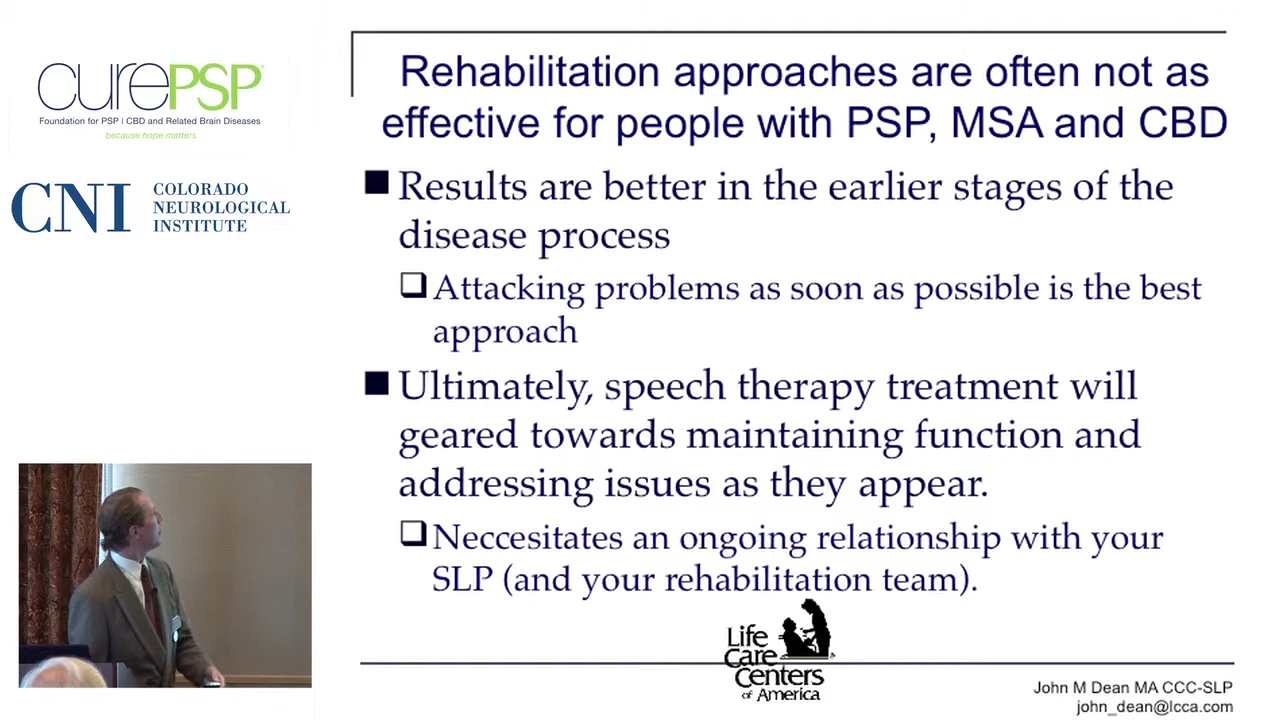 curePSP
Foundation for PSP | CBD and Related Brain Diseases
because hope matters
CNI
COLORADO
NEUROLOGICAL
INSTITUTE
Rehabilitation approaches are often not as
effective for people with PSP, MSA and CBD
Results are better in the earlier stages of the
disease process
Attacking problems as soon as possible is the best
approach
Ultimately, speech therapy treatment will
geared towards maintaining function and
addressing issues as they appear.
Neccesitates an ongoing relationship with your
SLP (and your rehabilitation team).
Life
Care
Centers
of America
John M Dean MA CCC-SLP
john_dean@lcca.com